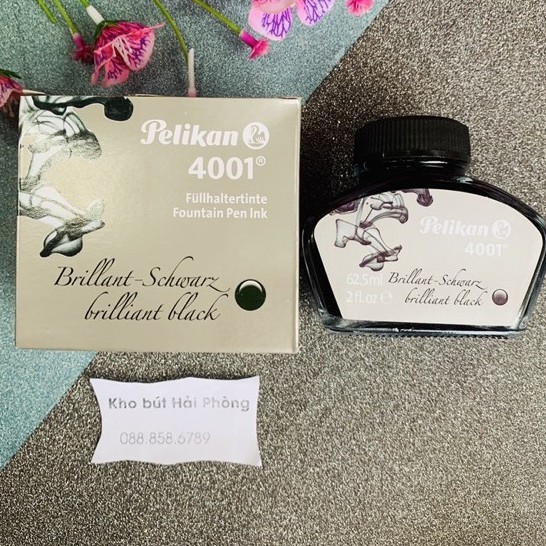 Pelikan
4001®
Füllhaltertinte
Fountain Pen Ink
Brillant-Schwarz
brilliant black
Pelikan
4001®
62.5ml
2 fl.oz ℮
Brillant-Schwarz
brilliant black
Kho bút Hải Phòng
088.858.6789